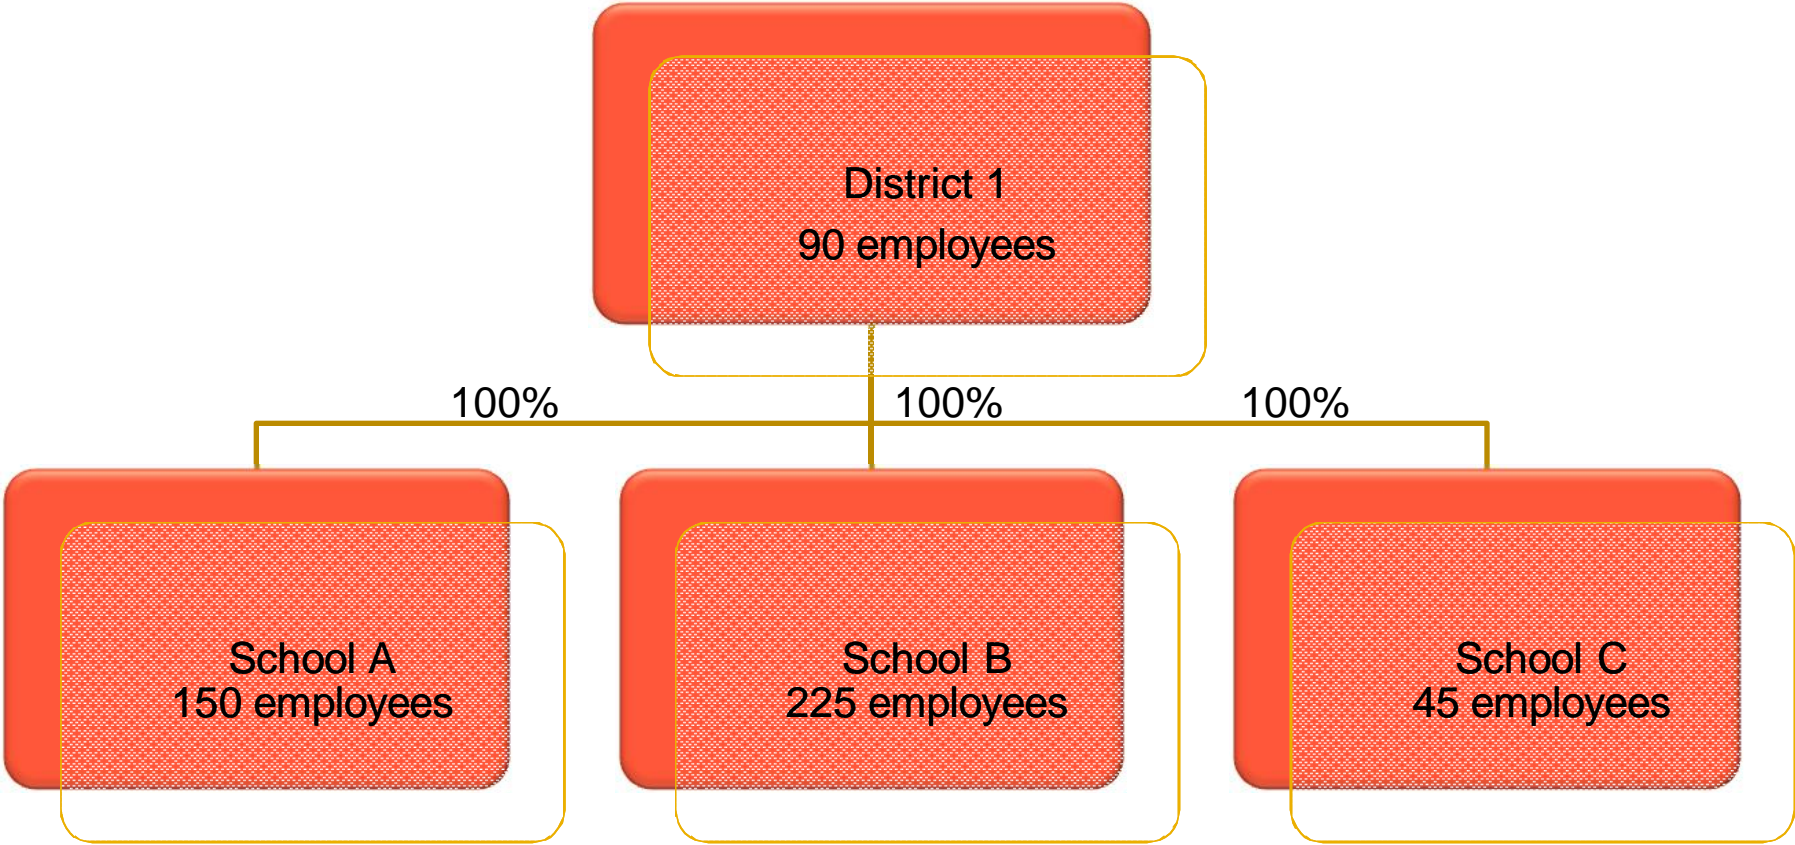 District 1
90 employees
100%
100%
100%
School A
150 employees
School B
225 employees
School C
45 employees